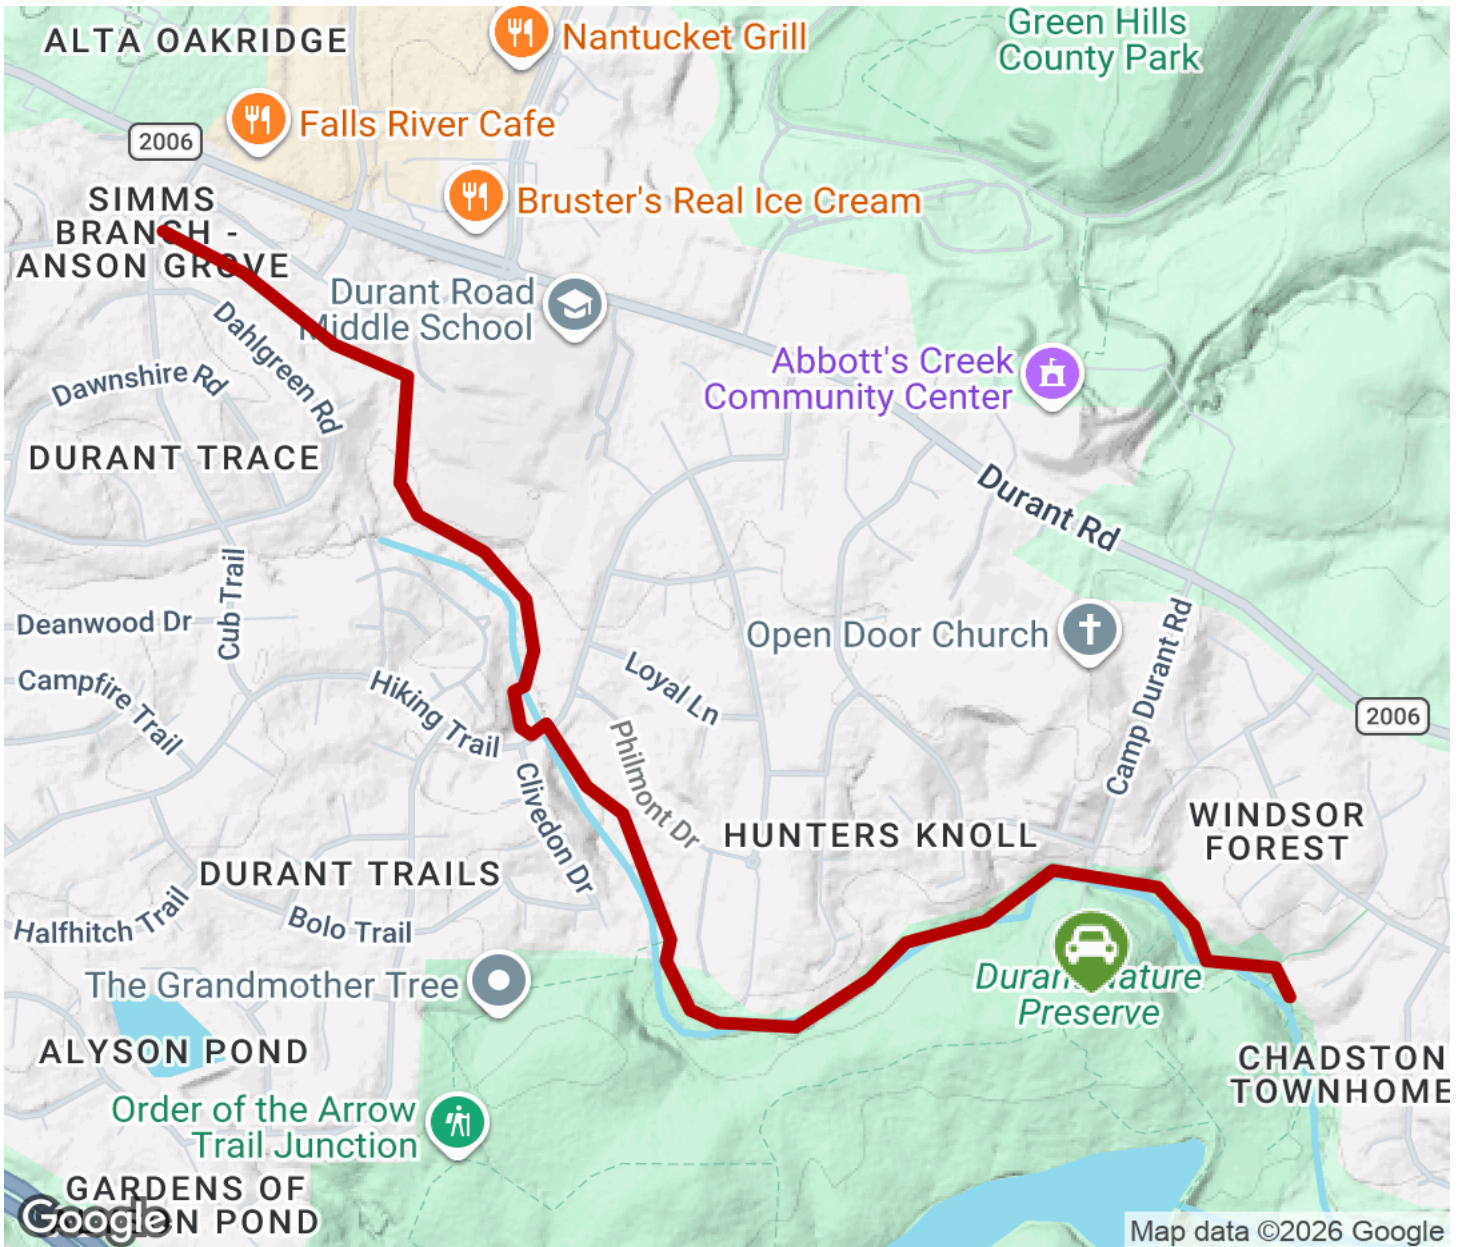 ALTA OAKRIDGE
Nantucket Grill
Green Hills
County Park
Falls River Cafe
2006
SIMMS
BRANCH -
ANSON GROVE
Bruster's Real Ice Cream
Durant Road
Middle School
Dahlgreen Rd
Dawnshire Rd
Abbott's Creek
Community Center
DURANT TRACE
Durant Rd
Cub Trail
Deanwood Dr
Open Door Church
Camp Durant Rd
Campfire Trail
Hiking Trail
Loyal Ln
2006
Philmont Dr
Clivedon Dr
HUNTERS KNOLL
WINDSOR
FOREST
DURANT TRAILS
Halfhitch Trail
Bolo Trail
The Grandmother Tree
Durant Nature
Preserve
ALYSON POND
CHADSTON
TOWNHOME
Order of the Arrow
Trail Junction
GARDENS OF
POND
Google
Map data ©2026 Google